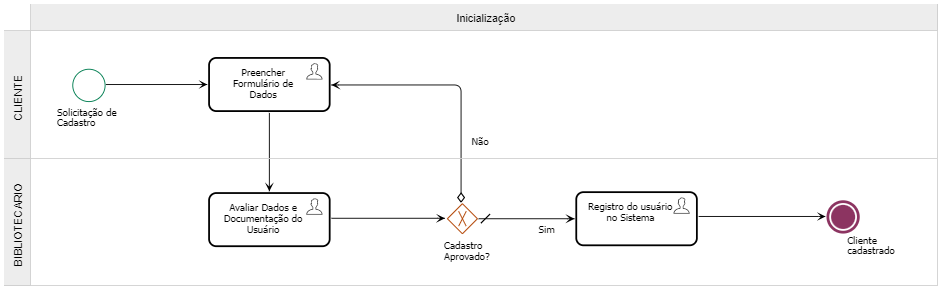 Inicialização
CLIENTE
Solicitação de
Cadastro
Preencher
Formulário de
Dados
Não
BIBLIOTECARIO
Avaliar Dados e
Documentação do
Usuário
Cadastro
Aprovado?
Sim
Registro do usuário
no Sistema
Cliente
cadastrado